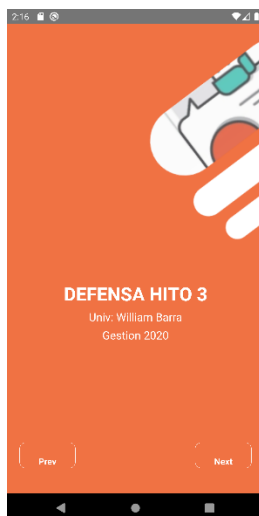 2:16
DEFENSA HITO 3
Univ: William Barra
Gestion 2020
Prev
Next